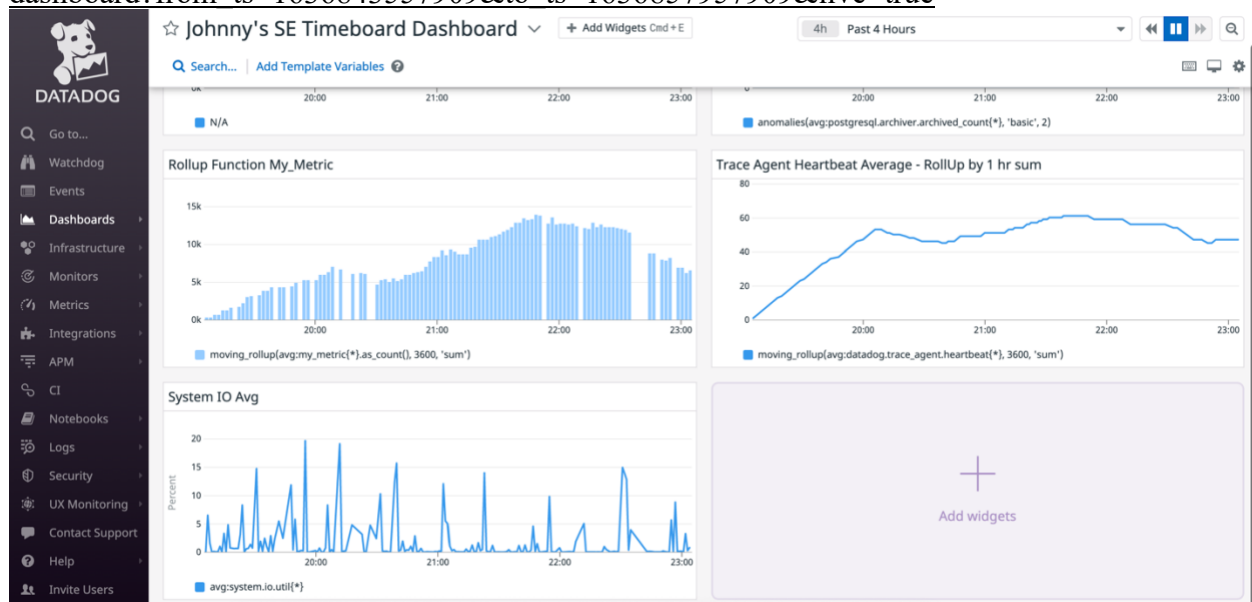 Johnny's SE Timeboard Dashboard
+ Add Widgets Cmd+E
4h Past 4 Hours
Search... Add Template Variables
DATADOG
Go to...
Watchdog
Events
Dashboards
Infrastructure
Monitors
Metrics
Integrations
APM
CI
Notebooks
Logs
Security
UX Monitoring
Contact Support
Help
Invite Users
20:00 21:00 22:00 23:00
N/A
20:00 21:00 22:00 23:00
anomalies(avg:postgresql.archiver.archived_count{*}, 'basic', 2)
Rollup Function My_Metric
15k
10k
5k
0k
20:00 21:00 22:00 23:00
moving_rollup(avg:my_metric{*}.as_count(), 3600, 'sum')
Trace Agent Heartbeat Average - RollUp by 1 hr sum
80
60
40
20
0
20:00 21:00 22:00 23:00
moving_rollup(avg:datadog.trace_agent.heartbeat{*}, 3600, 'sum')
System IO Avg
Percent
20
15
10
5
0
20:00 21:00 22:00 23:00
avg:system.io.util{*}
Add widgets